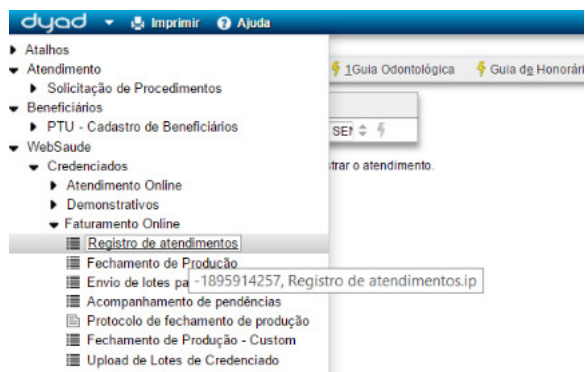 dyad Imprimir Ajuda
Atalhos
Atendimento
1Guia Odontológica Guia de Honorári
Solicitação de Procedimentos
Beneficiários
PTU - Cadastro de Beneficiários
SEN
WebSaude
Credenciados
trar o atendimento.
Atendimento Online
Demonstrativos
Faturamento Online
Registro de atendimentos
Fechamento de Produção
Envio de lotes pa
-1895914257, Registro de atendimentos.ip
Acompanhamento de pendências
Protocolo de fechamento de produção
Fechamento de Produção - Custom
Upload de Lotes de Credenciado